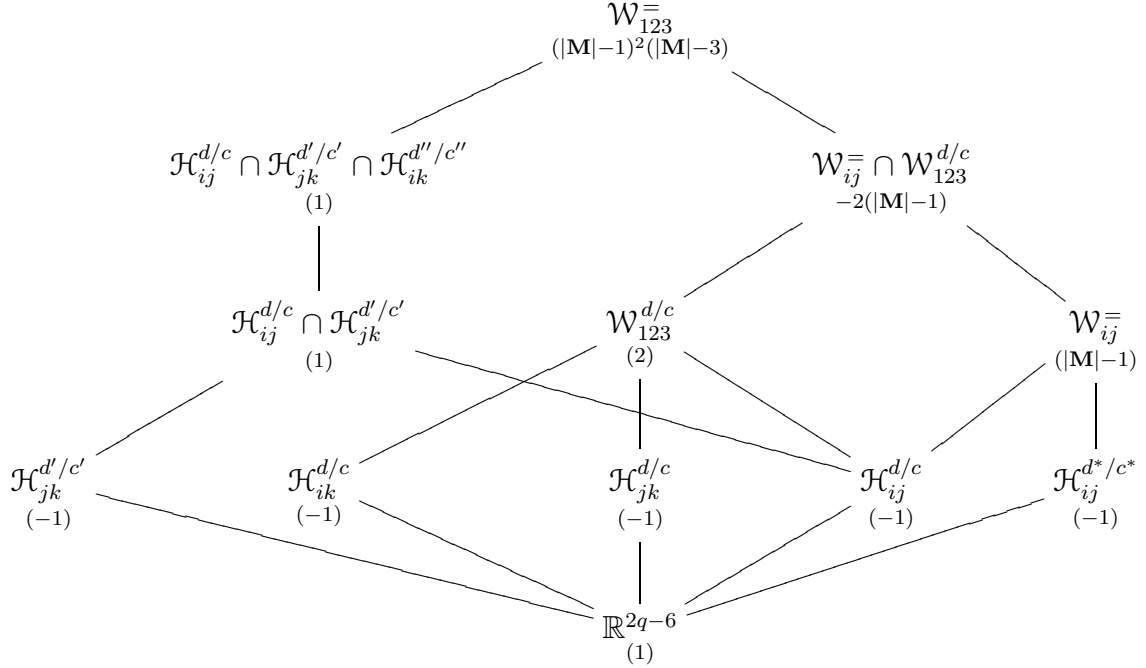 𝒲₁₂₃⁼
(|𝐌|−1)²(|𝐌|−3)
ℋᵢⱼ^{d/c} ∩ ℋⱼₖ^{d′/c′} ∩ ℋᵢₖ^{d″/c″} 𝒲ᵢⱼ⁼ ∩ 𝒲₁₂₃^{d/c}
(1) −2(|𝐌|−1)
ℋᵢⱼ^{d/c} ∩ ℋⱼₖ^{d′/c′} 𝒲₁₂₃^{d/c} 𝒲ᵢⱼ⁼
(1) (2) (|𝐌|−1)
ℋⱼₖ^{d′/c′} ℋᵢₖ^{d/c} ℋⱼₖ^{d/c} ℋᵢⱼ^{d/c} ℋᵢⱼ^{d*/c*}
(−1) (−1) (−1) (−1) (−1)
ℝ^{2q−6}
(1)